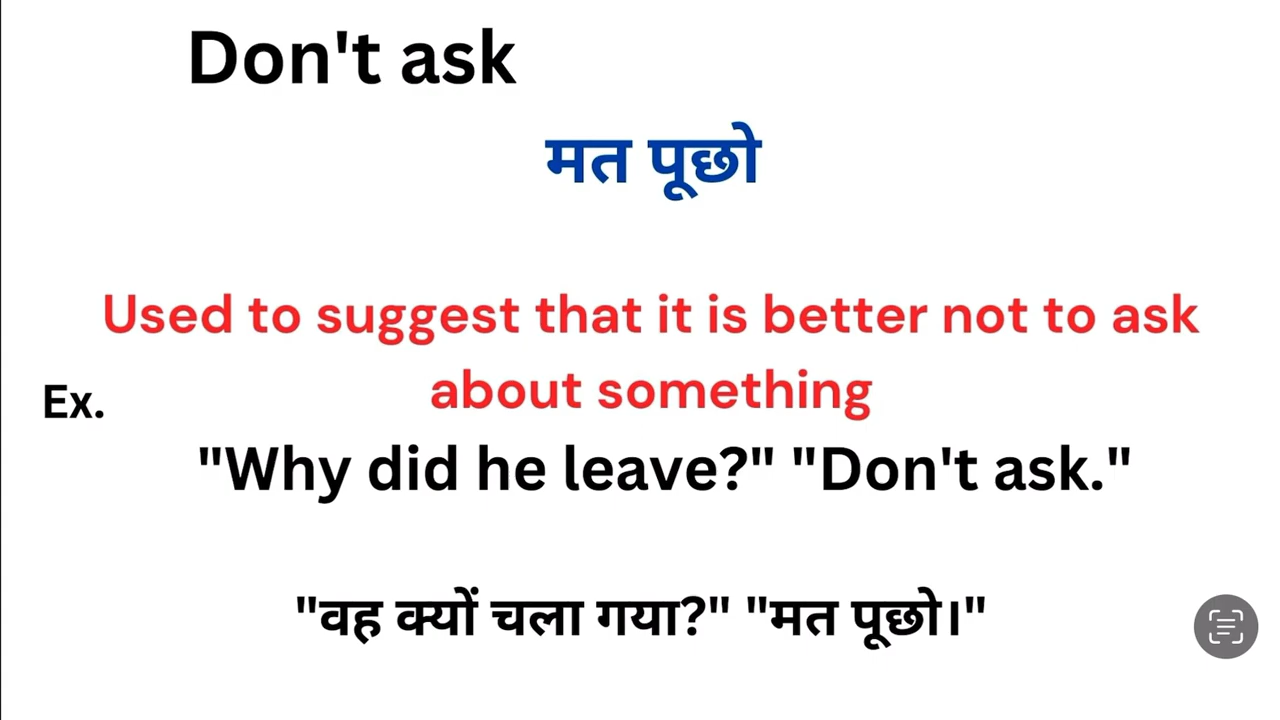 Don't ask
मत पूछो
Used to suggest that it is better not to ask
about something
Ex.
"Why did he leave?" "Don't ask."
"वह क्यों चला गया?" "मत पूछो।"